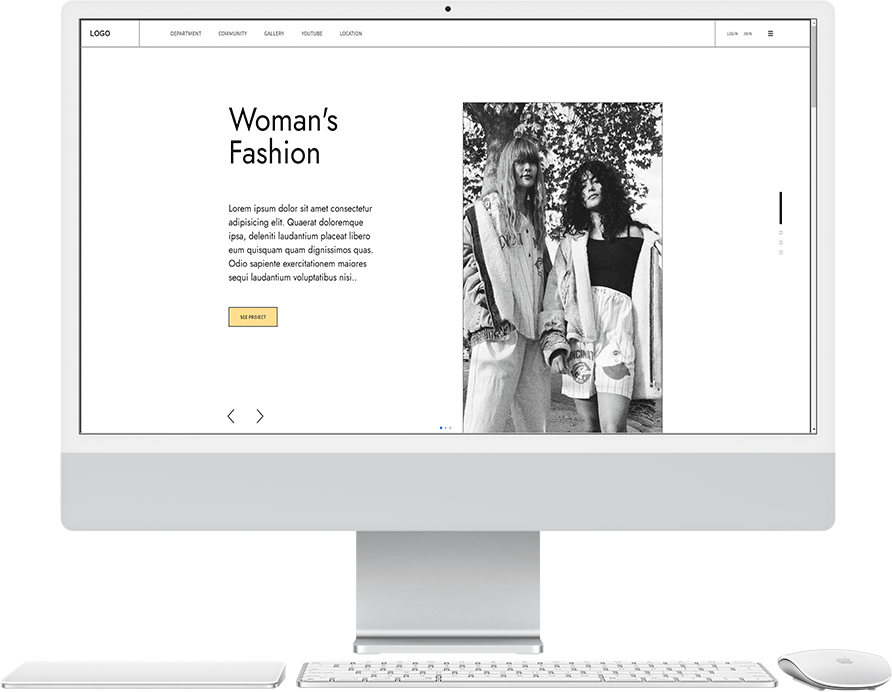 LOGO
DEPARTMENT
COMMUNITY
GALLERY
YOUTUBE
LOCATION
LOGIN
JOIN
Woman's
Fashion
Lorem ipsum dolor sit amet consectetur
adipisicing elit. Quaerat doloremque
ipsa, deleniti laudantium placeat libero
eum quisquam quam dignissimos quas.
Odio sapiente exercitationem maiores
sequi laudantium voluptatibus nisi..
SEE PROJECT